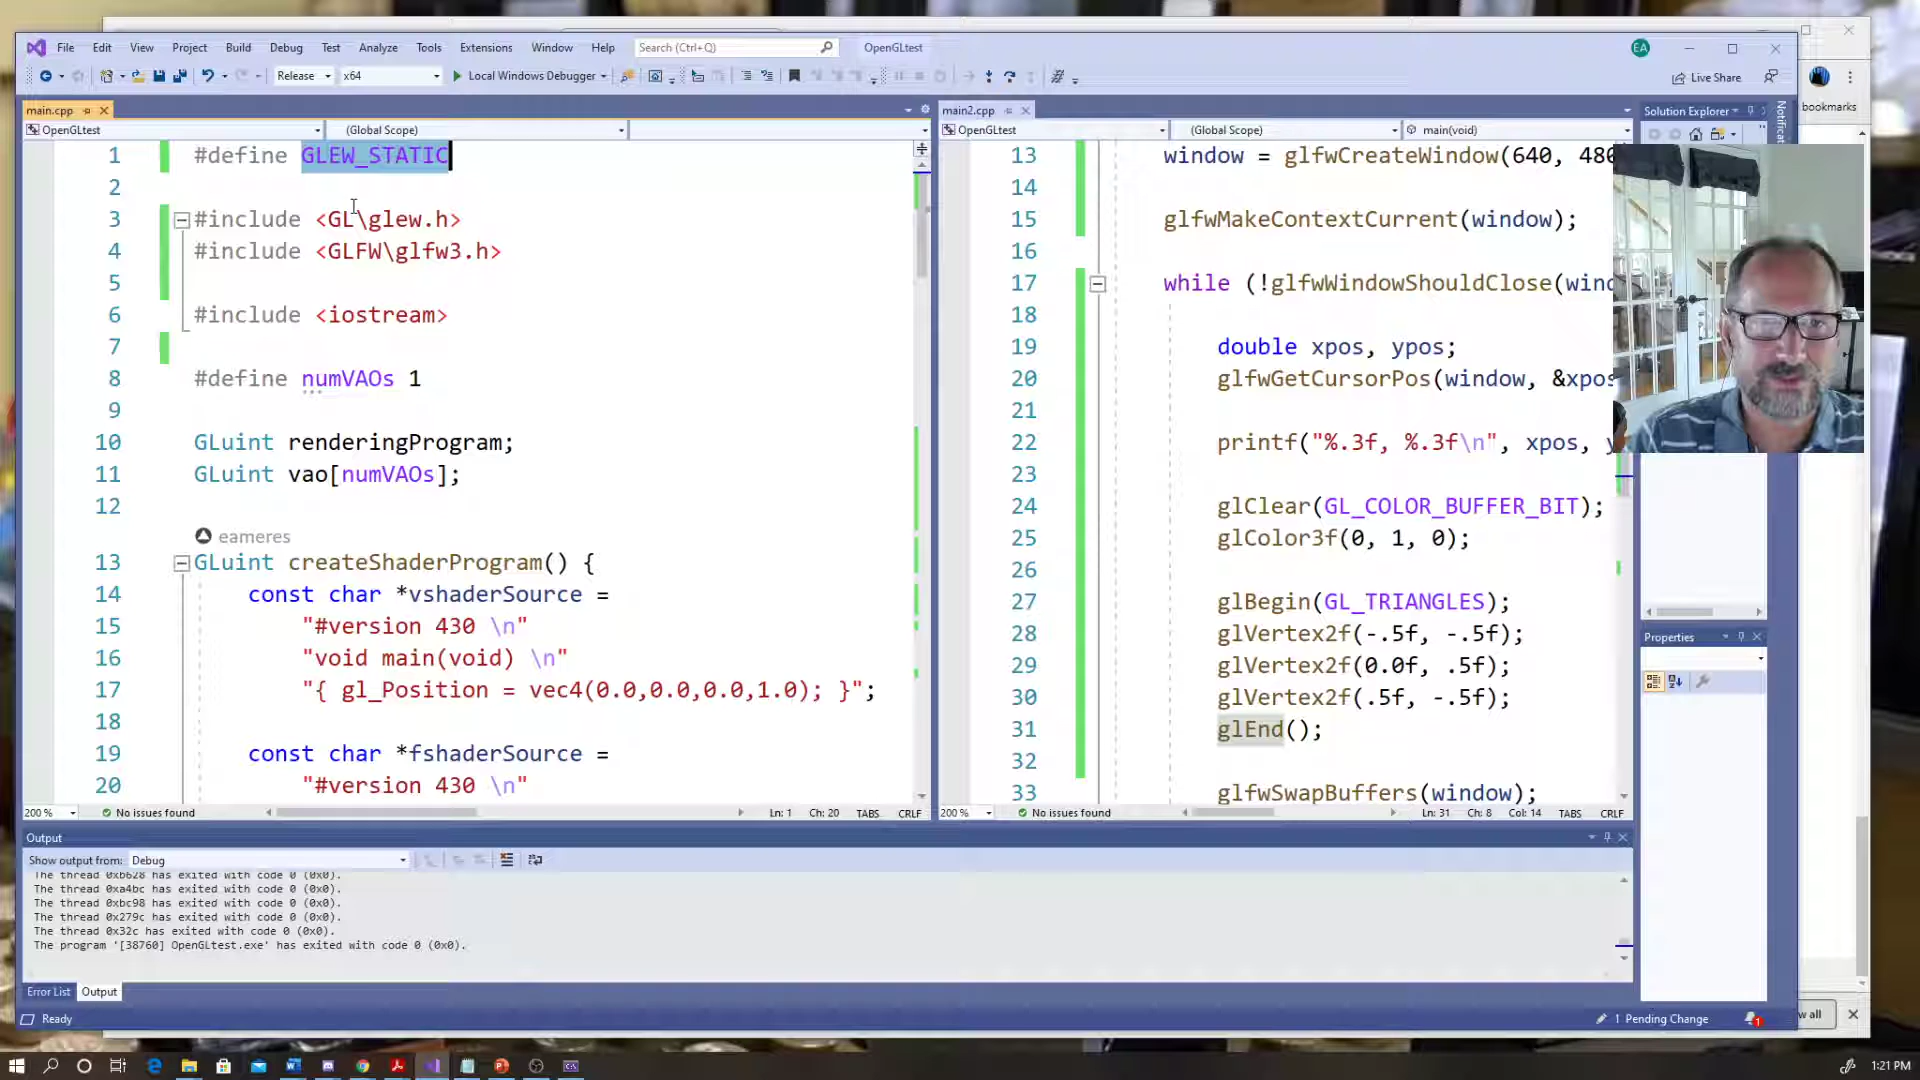 File Edit View Project Build Debug Test Analyze Tools Extensions Window Help Search (Ctrl+Q) OpenGLtest EA
Release x64 Local Windows Debugger Live Share
bookmarks
main.cpp
OpenGLtest (Global Scope)
1 #define GLEW_STATIC
2
3 #include <GL\glew.h>
4 #include <GLFW\glfw3.h>
5
6 #include <iostream>
7
8 #define numVAOs 1
9
10 GLuint renderingProgram;
11 GLuint vao[numVAOs];
12
eameres
13 GLuint createShaderProgram() {
14 const char *vshaderSource =
15 "#version 430 \n"
16 "void main(void) \n"
17 "{ gl_Position = vec4(0.0,0.0,0.0,1.0); }";
18
19 const char *fshaderSource =
20 "#version 430 \n"
200 % No issues found Ln: 1 Ch: 20 TABS CRLF
main2.cpp
OpenGLtest (Global Scope) main(void)
13 window = glfwCreateWindow(640, 480
14
15 glfwMakeContextCurrent(window);
16
17 while (!glfwWindowShouldClose(wind
18
19 double xpos, ypos;
20 glfwGetCursorPos(window, &xpos
21
22 printf("%.3f, %.3f\n", xpos, y
23
24 glClear(GL_COLOR_BUFFER_BIT);
25 glColor3f(0, 1, 0);
26
27 glBegin(GL_TRIANGLES);
28 glVertex2f(-.5f, -.5f);
29 glVertex2f(0.0f, .5f);
30 glVertex2f(.5f, -.5f);
31 glEnd();
32
33 glfwSwapBuffers(window);
200 % No issues found Ln: 31 Ch: 8 Col: 14 TABS CRLF
Solution Explorer
Properties
Output
Show output from: Debug
The thread 0xb628 has exited with code 0 (0x0).
The thread 0xa4bc has exited with code 0 (0x0).
The thread 0xbc98 has exited with code 0 (0x0).
The thread 0x279c has exited with code 0 (0x0).
The thread 0x32c has exited with code 0 (0x0).
The program '[38760] OpenGLtest.exe' has exited with code 0 (0x0).
Error List Output
Ready 1 Pending Change 1
w all
1:21 PM